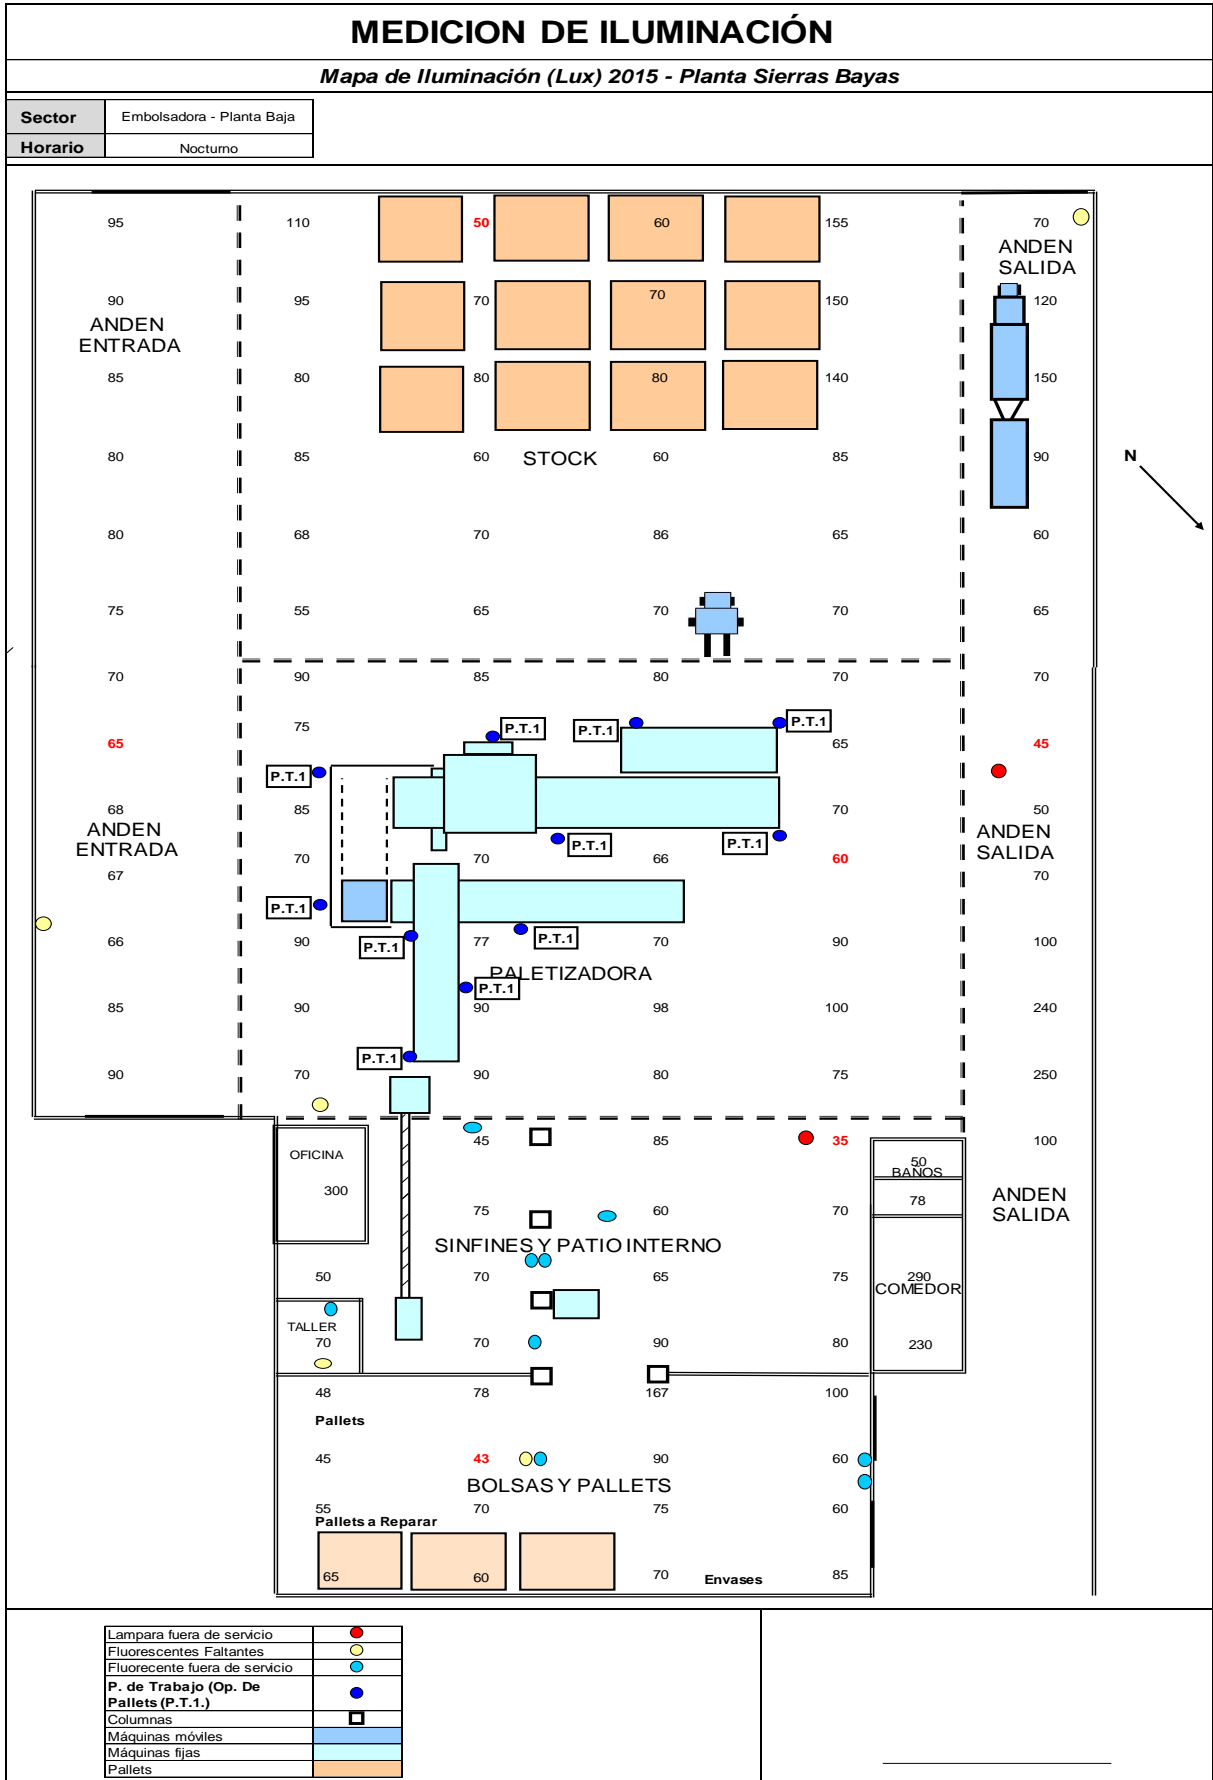 MEDICION DE ILUMINACIÓN
Mapa de Iluminación (Lux) 2015 - Planta Sierras Bayas
Sector Embolsadora - Planta Baja
Horario Nocturno
95 110 50 60 155 70
ANDEN
SALIDA
90 95 70 70 150 120
ANDEN
ENTRADA
85 80 80 80 140 150
80 85 60 STOCK 60 85 90
N
80 68 70 86 65 60
75 55 65 70 70 65
70 90 85 80 70 70
75 P.T.1 P.T.1 P.T.1
65 65 45
P.T.1
68 85 70 50
ANDEN
ENTRADA
P.T.1 P.T.1
ANDEN
SALIDA
70 70 66 60
67 70
P.T.1
66 90 P.T.1 77 P.T.1 70 90 100
PALETIZADORA
P.T.1
85 90 90 98 100 240
P.T.1
90 70 90 80 75 250
45 85 35 100
OFICINA
50
BAÑOS
300
78
ANDEN
SALIDA
75 60 70
SINFINES Y PATIO INTERNO
50 70 65 75 290
COMEDOR
TALLER
70 70 90 80 230
48 78 167 100
Pallets
45 43 90 60
BOLSAS Y PALLETS
55 70 75 60
Pallets a Reparar
65 60 70 Envases 85
Lampara fuera de servicio
Fluorescentes Faltantes
Fluorecente fuera de servicio
P. de Trabajo (Op. De
Pallets (P.T.1.)
Columnas
Máquinas móviles
Máquinas fijas
Pallets